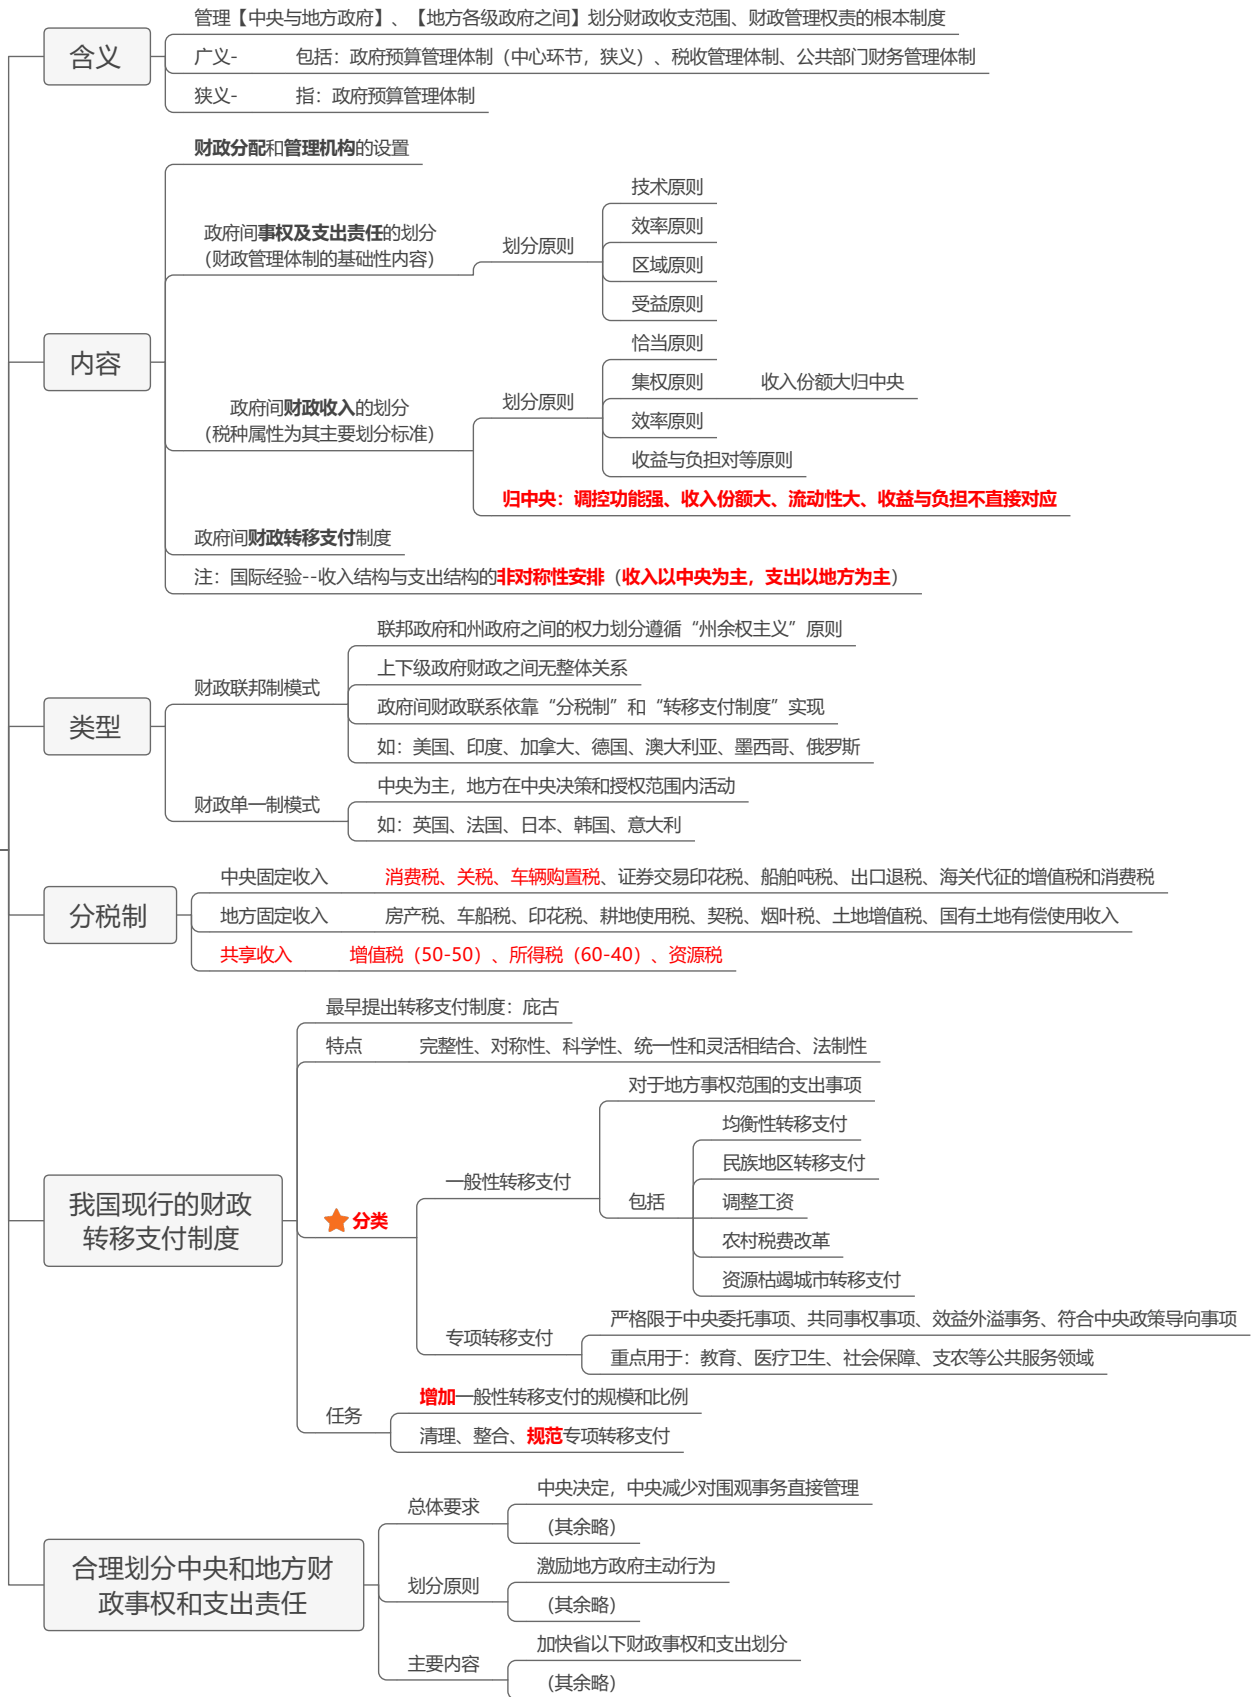 含义
管理【中央与地方政府】、【地方各级政府之间】划分财政收支范围、财政管理权责的根本制度
广义- 包括：政府预算管理体制（中心环节，狭义）、税收管理体制、公共部门财务管理体制
狭义- 指：政府预算管理体制
内容
财政分配和管理机构的设置
政府间事权及支出责任的划分
（财政管理体制的基础性内容）
划分原则
技术原则
效率原则
区域原则
受益原则
政府间财政收入的划分
（税种属性为其主要划分标准）
划分原则
恰当原则
集权原则 收入份额大归中央
效率原则
收益与负担对等原则
归中央：调控功能强、收入份额大、流动性大、收益与负担不直接对应
政府间财政转移支付制度
注：国际经验--收入结构与支出结构的非对称性安排（收入以中央为主，支出以地方为主）
类型
财政联邦制模式
联邦政府和州政府之间的权力划分遵循“州余权主义”原则
上下级政府财政之间无整体关系
政府间财政联系依靠“分税制”和“转移支付制度”实现
如：美国、印度、加拿大、德国、澳大利亚、墨西哥、俄罗斯
财政单一制模式
中央为主，地方在中央决策和授权范围内活动
如：英国、法国、日本、韩国、意大利
分税制
中央固定收入 消费税、关税、车辆购置税、证券交易印花税、船舶吨税、出口退税、海关代征的增值税和消费税
地方固定收入 房产税、车船税、印花税、耕地使用税、契税、烟叶税、土地增值税、国有土地有偿使用收入
共享收入 增值税（50-50）、所得税（60-40）、资源税
我国现行的财政
转移支付制度
最早提出转移支付制度：庇古
特点 完整性、对称性、科学性、统一性和灵活相结合、法制性
分类
一般性转移支付
对于地方事权范围的支出事项
包括
均衡性转移支付
民族地区转移支付
调整工资
农村税费改革
资源枯竭城市转移支付
专项转移支付
严格限于中央委托事项、共同事权事项、效益外溢事务、符合中央政策导向事项
重点用于：教育、医疗卫生、社会保障、支农等公共服务领域
任务
增加一般性转移支付的规模和比例
清理、整合、规范专项转移支付
合理划分中央和地方财
政事权和支出责任
总体要求
中央决定，中央减少对围观事务直接管理
（其余略）
划分原则
激励地方政府主动行为
（其余略）
主要内容
加快省以下财政事权和支出划分
（其余略）